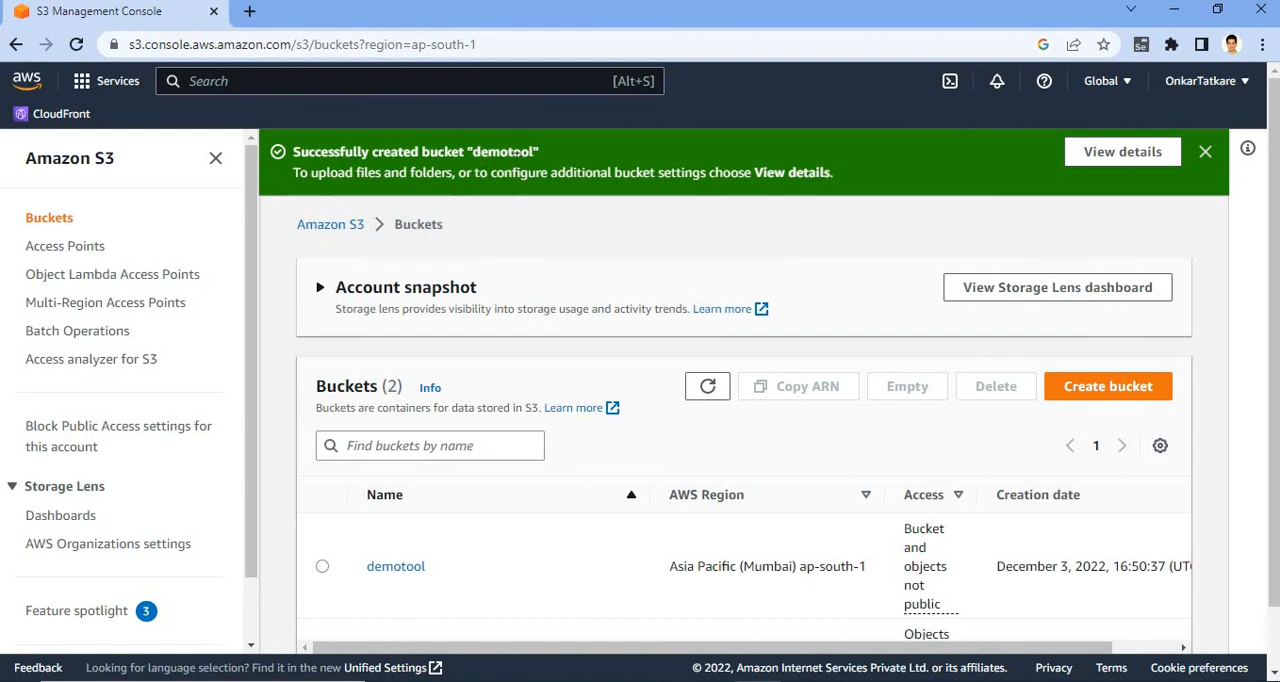 S3 Management Console
s3.console.aws.amazon.com/s3/buckets?region=ap-south-1
aws
Services
Search
[Alt+S]
Global
OnkarTatkare
CloudFront
Amazon S3
Buckets
Access Points
Object Lambda Access Points
Multi-Region Access Points
Batch Operations
Access analyzer for S3
Block Public Access settings for
this account
Storage Lens
Dashboards
AWS Organizations settings
Feature spotlight 3
Successfully created bucket "demotool"
To upload files and folders, or to configure additional bucket settings choose View details.
View details
Amazon S3 > Buckets
Account snapshot
Storage lens provides visibility into storage usage and activity trends. Learn more
View Storage Lens dashboard
Buckets (2) Info
Buckets are containers for data stored in S3. Learn more
Copy ARN
Empty
Delete
Create bucket
Find buckets by name
1
Name
AWS Region
Access
Creation date
demotool
Asia Pacific (Mumbai) ap-south-1
Bucket
and
objects
not
public
December 3, 2022, 16:50:37 (UTC
Objects
Feedback
Looking for language selection? Find it in the new Unified Settings
© 2022, Amazon Internet Services Private Ltd. or its affiliates.
Privacy
Terms
Cookie preferences